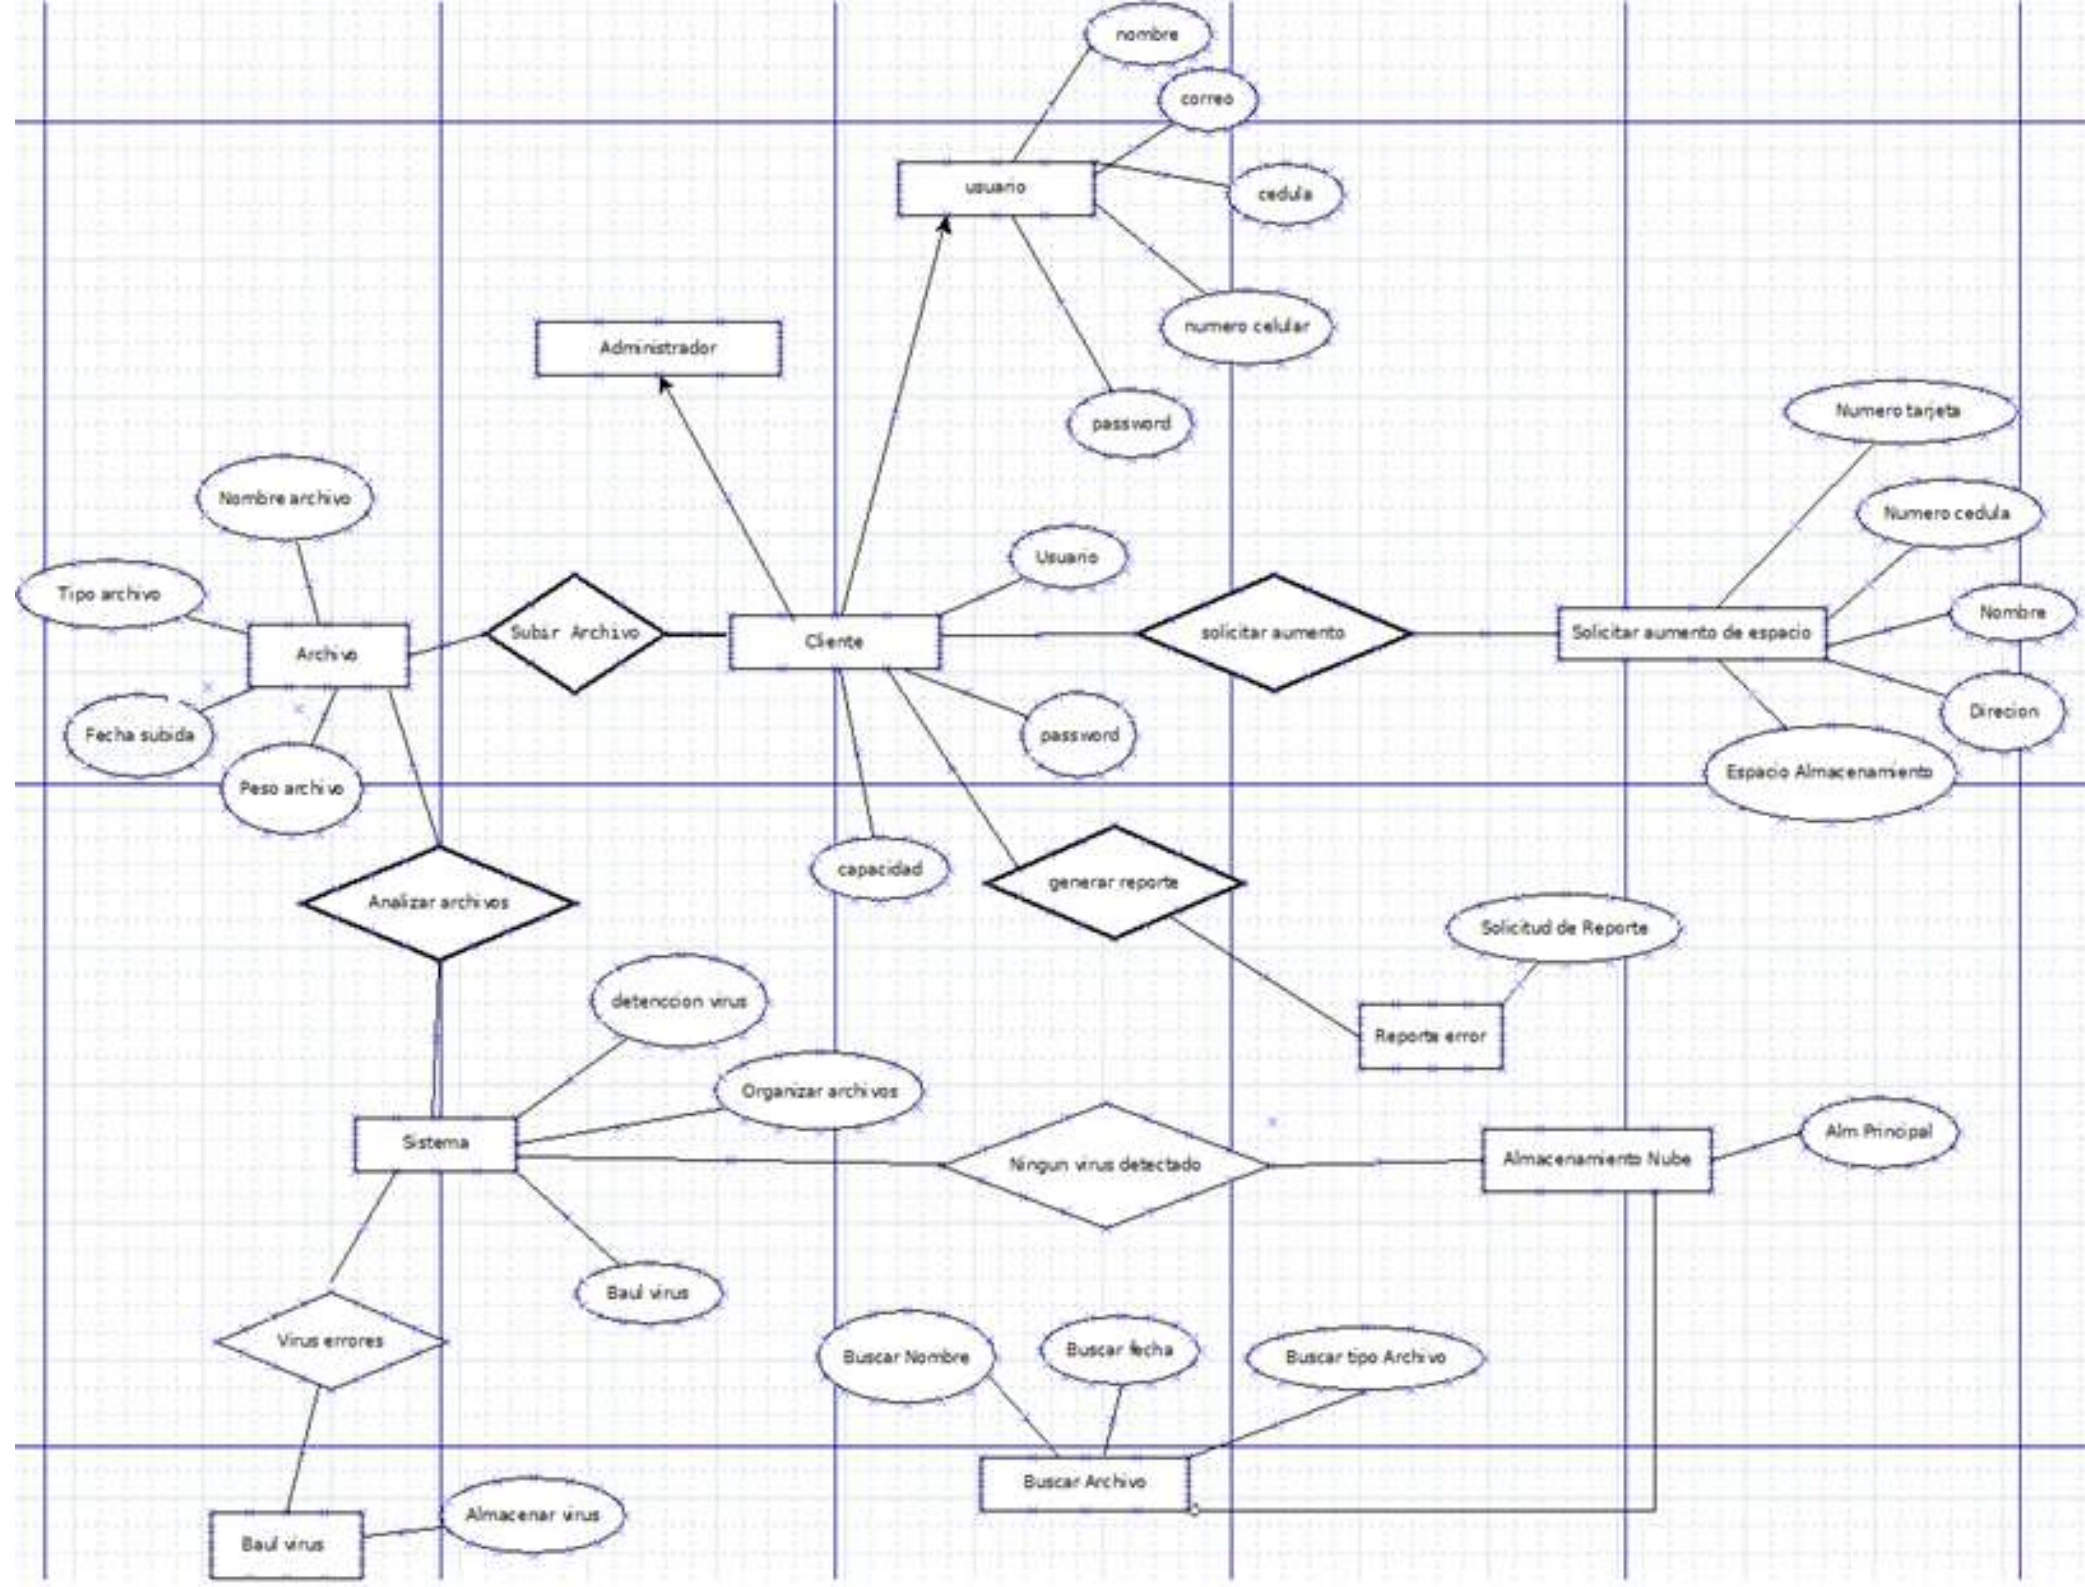 nombre
correo
usuario
cedula
numero celular
Administrador
password
Numero tarjeta
Nombre archivo
Numero cedula
Tipo archivo
Usuario
Nombre
Subir Archivo
Cliente
solicitar aumento
Solicitar aumento de espacio
Archivo
Fecha subida
password
Direcion
Peso archivo
Espacio Almacenamiento
capacidad
generar reporte
Analizar archivos
Solicitud de Reporte
detenccion virus
Reporte error
Organizar archivos
Sistema
Ningun virus detectado
Almacenamiento Nube
Alm Principal
Baul virus
Virus errores
Buscar Nombre
Buscar fecha
Buscar tipo Archivo
Buscar Archivo
Almacenar virus
Baul virus